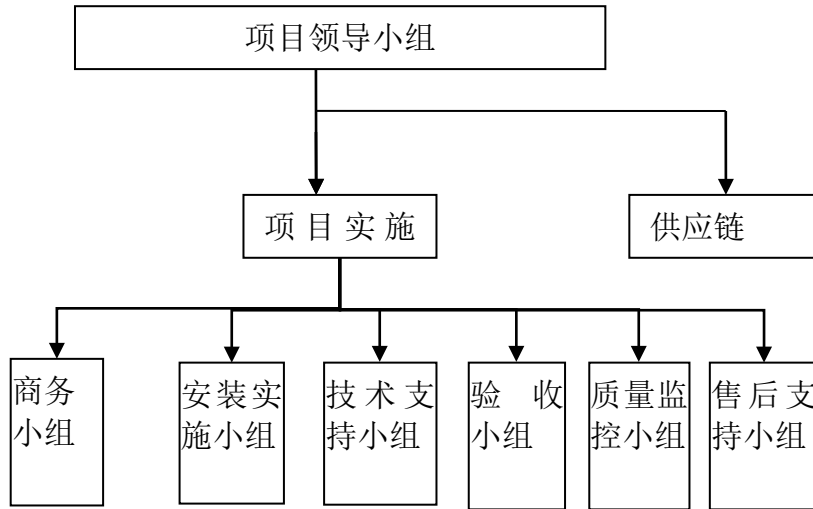 项目领导小组
项目实施
供应链
商务
小组
安装实
施小组
技术支
持小组
验收
小组
质量监
控小组
售后支
持小组